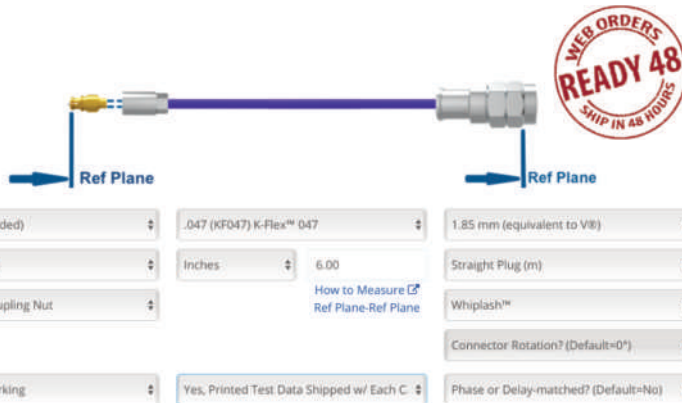 WEB ORDERS
READY 48
SHIP IN 48 HOURS
Ref Plane
Ref Plane
ded)
.047 (KF047) K-Flex™ 047
1.85 mm (equivalent to V®)
Inches
6.00
Straight Plug (m)
How to Measure
Ref Plane-Ref Plane
upling Nut
Whiplash™
Connector Rotation? (Default=0°)
rking
Yes, Printed Test Data Shipped w/ Each C
Phase or Delay-matched? (Default=No)